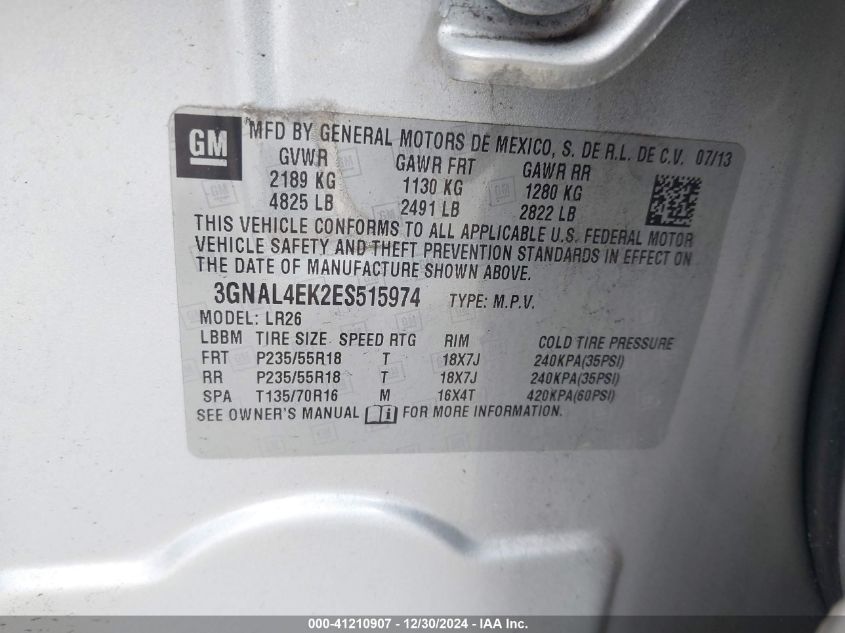 GM
MFD BY GENERAL MOTORS DE MEXICO, S. DE R.L. DE C.V. 07/13
GVWR GAWR FRT GAWR RR
2189 KG 1130 KG 1280 KG
4825 LB 2491 LB 2822 LB
THIS VEHICLE CONFORMS TO ALL APPLICABLE U.S. FEDERAL MOTOR
VEHICLE SAFETY AND THEFT PREVENTION STANDARDS IN EFFECT ON
THE DATE OF MANUFACTURE SHOWN ABOVE.
3GNAL4EK2ES515974 TYPE: M.P.V.
MODEL: LR26
LBBM TIRE SIZE SPEED RTG RIM COLD TIRE PRESSURE
FRT P235/55R18 T 18X7J 240KPA(35PSI)
RR P235/55R18 T 18X7J 240KPA(35PSI)
SPA T135/70R16 M 16X4T 420KPA(60PSI)
SEE OWNER'S MANUAL i FOR MORE INFORMATION.
000-41210907 - 12/30/2024 - IAA Inc.